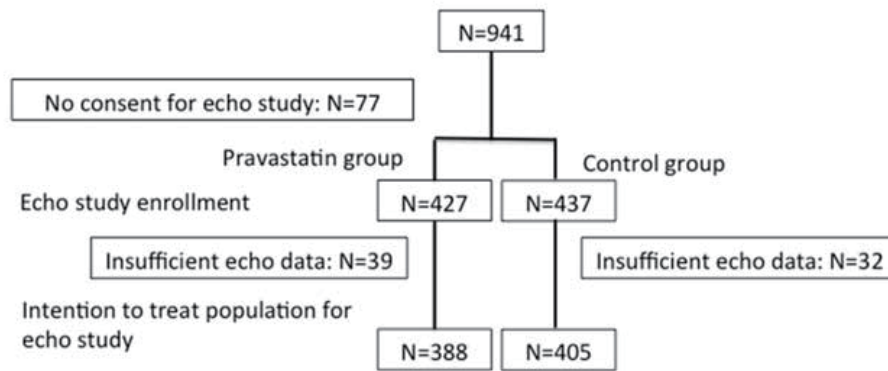 N=941
No consent for echo study: N=77
Pravastatin group
Control group
Echo study enrollment
N=427
N=437
Insufficient echo data: N=39
Insufficient echo data: N=32
Intention to treat population for
echo study
N=388
N=405